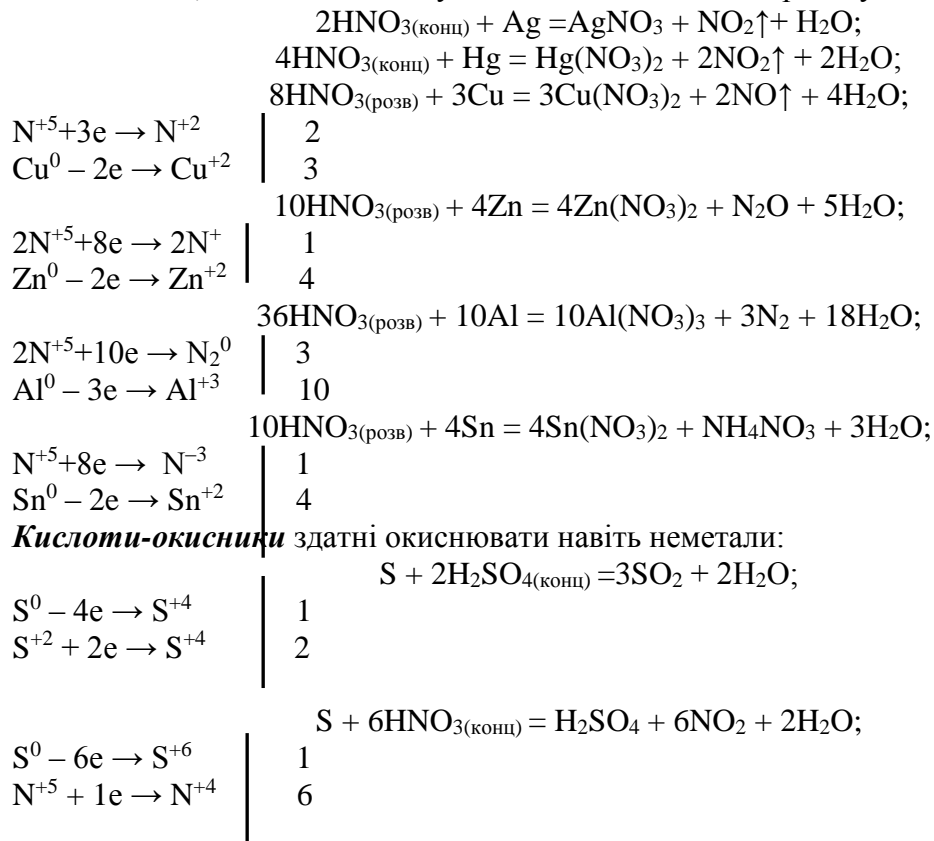 2HNO₃₍конц₎ + Ag =AgNO₃ + NO₂↑+ H₂O;
4HNO₃₍конц₎ + Hg = Hg(NO₃)₂ + 2NO₂↑ + 2H₂O;
8HNO₃₍розв₎ + 3Cu = 3Cu(NO₃)₂ + 2NO↑ + 4H₂O;
N⁺⁵+3e → N⁺² | 2
Cu⁰ – 2e → Cu⁺² | 3
10HNO₃₍розв₎ + 4Zn = 4Zn(NO₃)₂ + N₂O + 5H₂O;
2N⁺⁵+8e → 2N⁺ | 1
Zn⁰ – 2e → Zn⁺² | 4
36HNO₃₍розв₎ + 10Al = 10Al(NO₃)₃ + 3N₂ + 18H₂O;
2N⁺⁵+10e → N₂⁰ | 3
Al⁰ – 3e → Al⁺³ | 10
10HNO₃₍розв₎ + 4Sn = 4Sn(NO₃)₂ + NH₄NO₃ + 3H₂O;
N⁺⁵+8e → N⁻³ | 1
Sn⁰ – 2e → Sn⁺² | 4
Кислоти-окисники здатні окиснювати навіть неметали:
S + 2H₂SO₄₍конц₎ =3SO₂ + 2H₂O;
S⁰ – 4e → S⁺⁴ | 1
S⁺² + 2e → S⁺⁴ | 2
S + 6HNO₃₍конц₎ = H₂SO₄ + 6NO₂ + 2H₂O;
S⁰ – 6e → S⁺⁶ | 1
N⁺⁵ + 1e → N⁺⁴ | 6